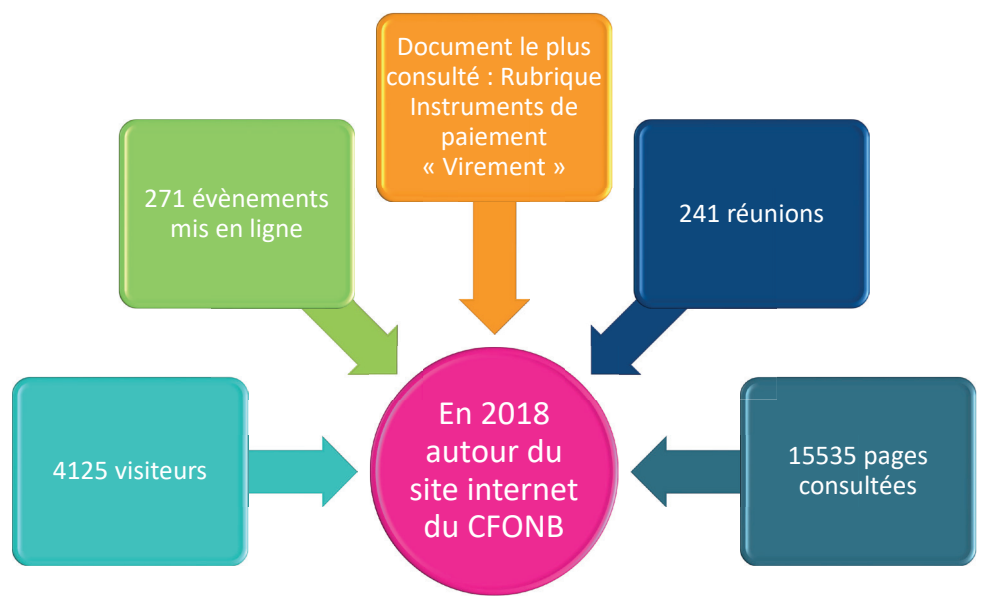 Document le plus
consulté : Rubrique
Instruments de
paiement
« Virement »
271 évènements
mis en ligne
241 réunions
4125 visiteurs
En 2018
autour du
site internet
du CFONB
15535 pages
consultées